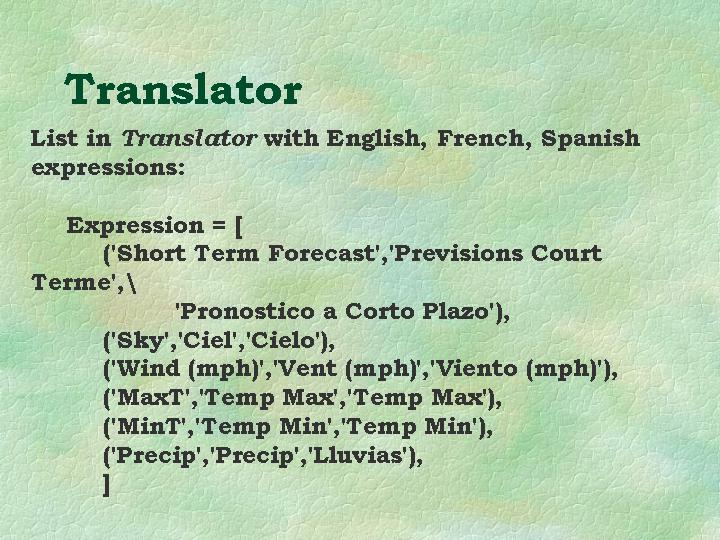 Translator
List in Translator with English, French, Spanish
expressions:
Expression = [
('Short Term Forecast','Previsions Court
Terme',\
'Pronostico a Corto Plazo'),
('Sky','Ciel','Cielo'),
('Wind (mph)','Vent (mph)','Viento (mph)'),
('MaxT','Temp Max','Temp Max'),
('MinT','Temp Min','Temp Min'),
('Precip','Precip','Lluvias'),
]